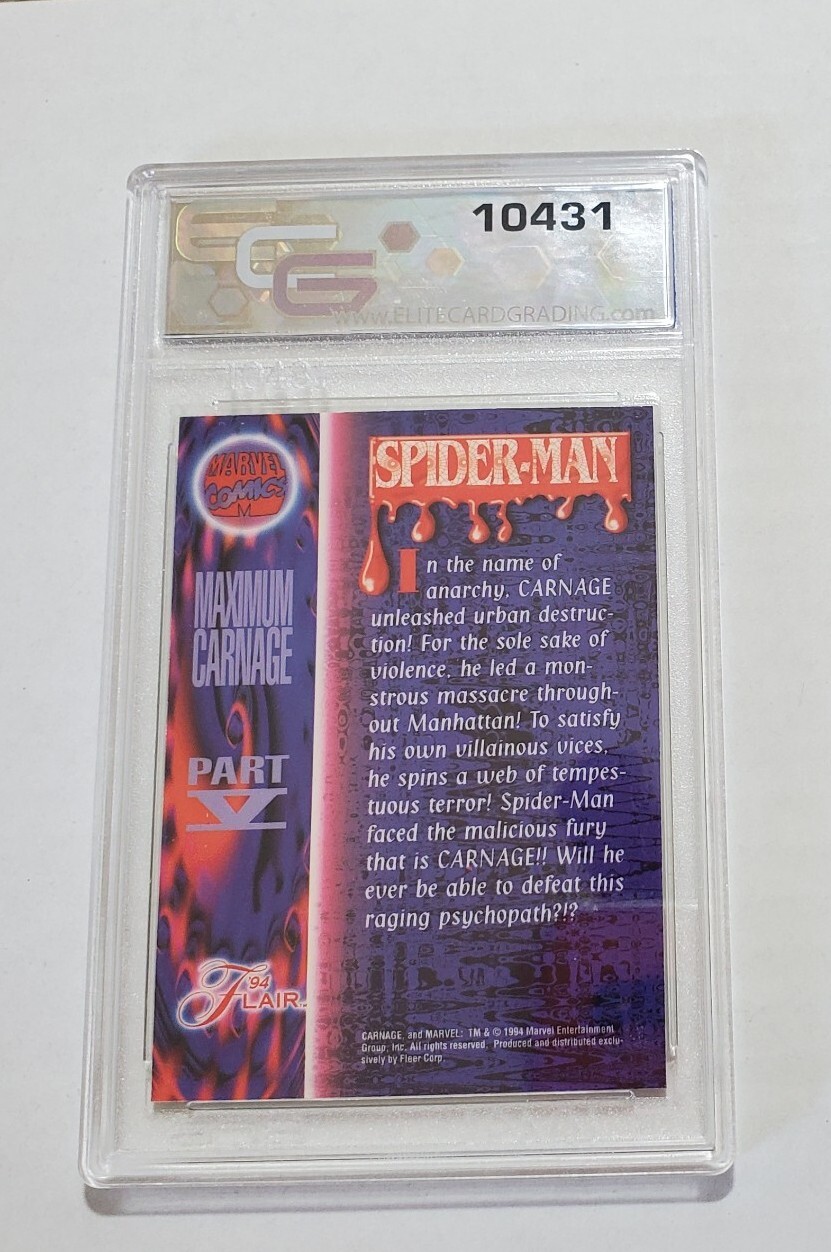 10431
ECG
www.ELITECARDGRADING.com
MARVEL
COMICS
M
MAXIMUM
CARNAGE
PART
V
'94
FLAIR™
SPIDER-MAN
In the name of
anarchy, CARNAGE
unleashed urban destruc-
tion! For the sole sake of
violence, he led a mon-
strous massacre through-
out Manhattan! To satisfy
his own villainous vices,
he spins a web of tempes-
tuous terror! Spider-Man
faced the malicious fury
that is CARNAGE!! Will he
ever be able to defeat this
raging psychopath?!?
CARNAGE, and MARVEL: TM & © 1994 Marvel Entertainment
Group, Inc. All rights reserved. Produced and distributed exclu-
sively by Fleer Corp.